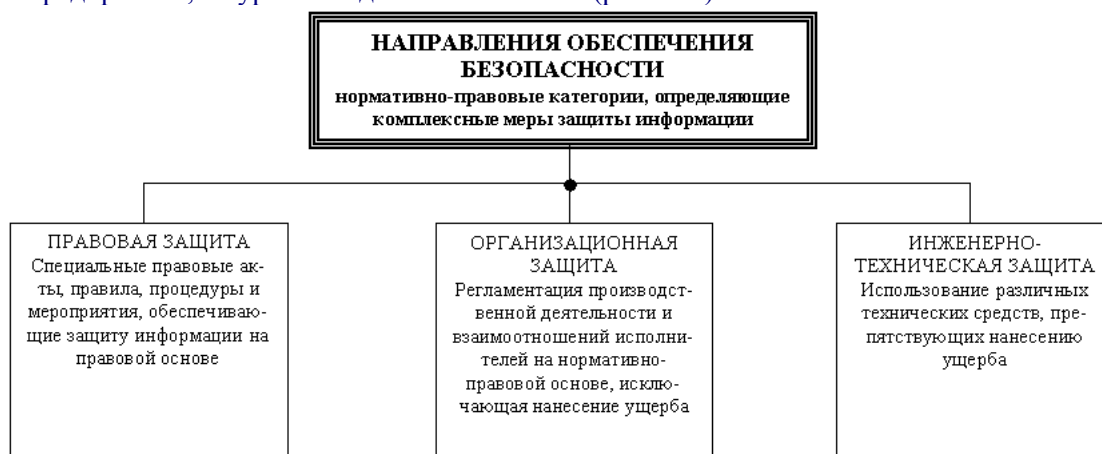 НАПРАВЛЕНИЯ ОБЕСПЕЧЕНИЯ
БЕЗОПАСНОСТИ
нормативно-правовые категории, определяющие
комплексные меры защиты информации
ПРАВОВАЯ ЗАЩИТА
Специальные правовые ак-
ты, правила, процедуры и
мероприятия, обеспечиваю-
щие защиту информации на
правовой основе
ОРГАНИЗАЦИОННАЯ
ЗАЩИТА
Регламентация производст-
венной деятельности и
взаимоотношений исполни-
телей на нормативно-
правовой основе, исклю-
чающая нанесение ущерба
ИНЖЕНЕРНО-
ТЕХНИЧЕСКАЯ ЗАЩИТА
Использование различных
технических средств, пре-
пятствующих нанесению
ущерба